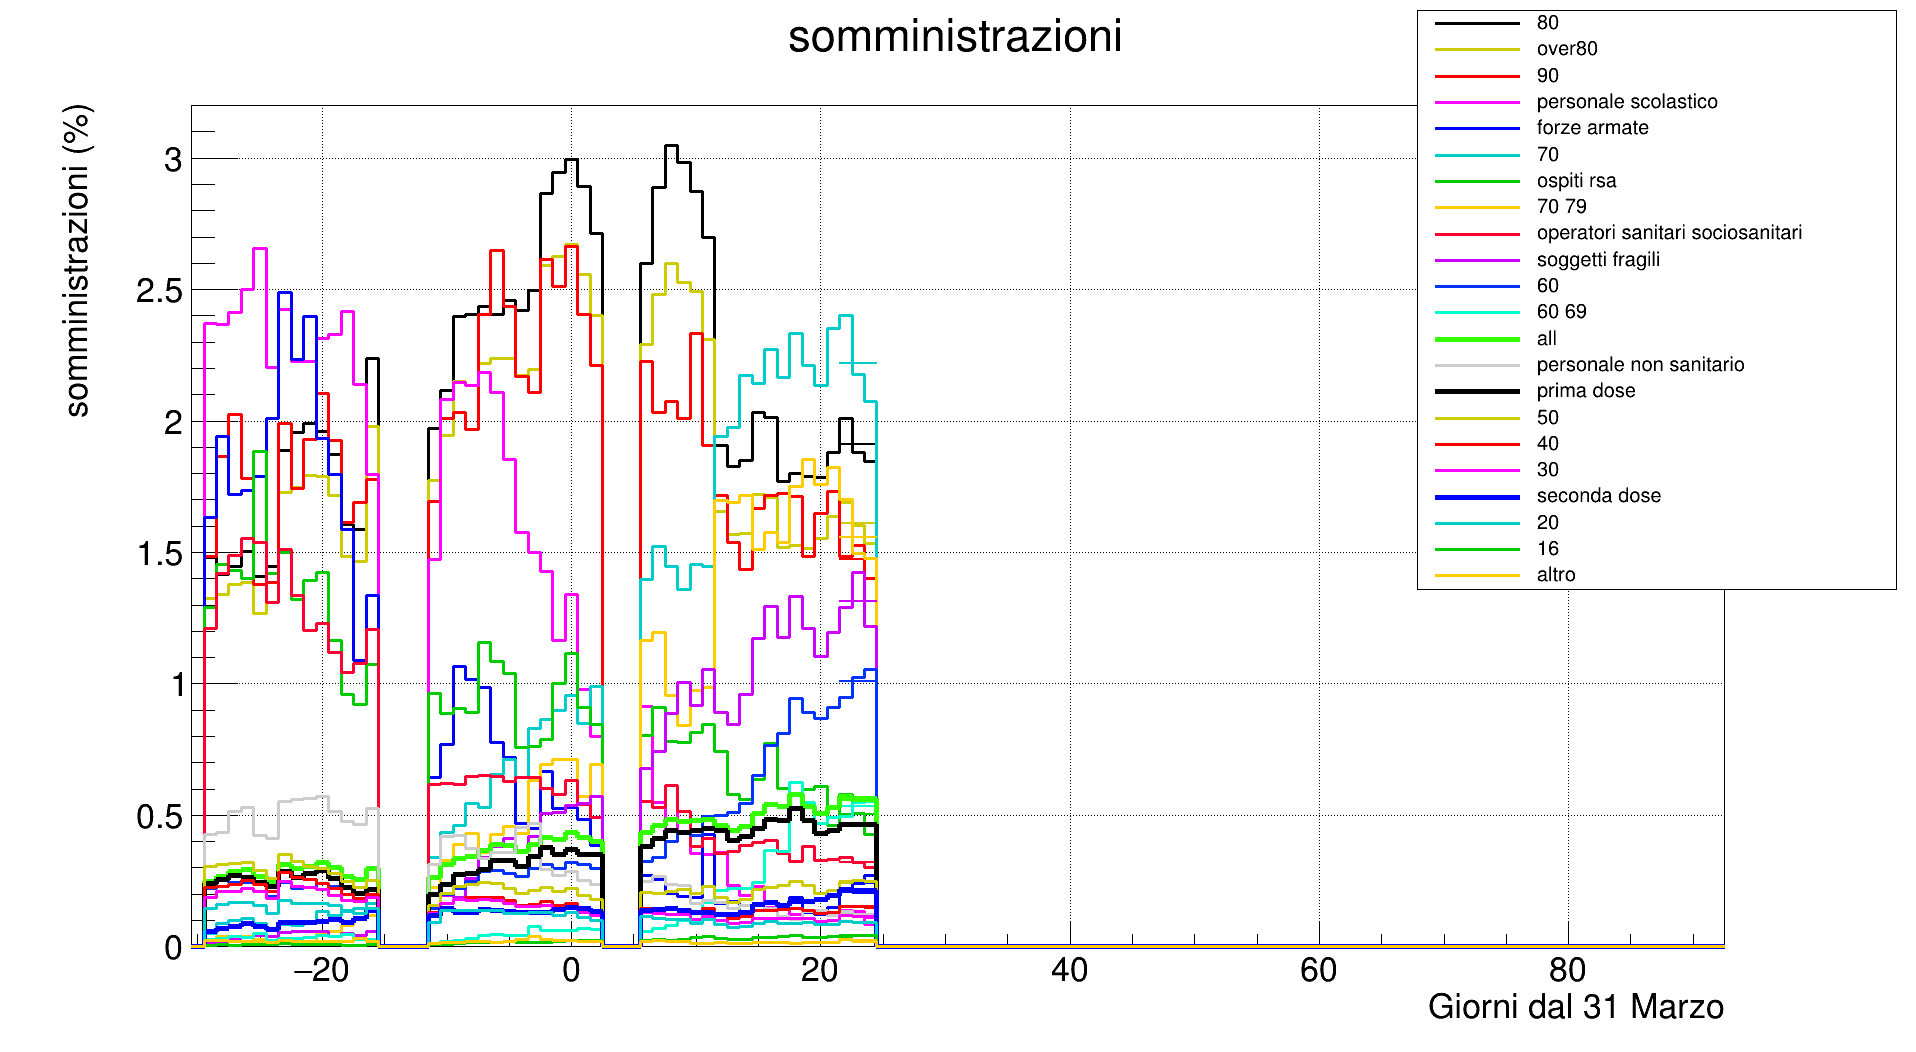 somministrazioni
somministrazioni (%)
3
2.5
2
1.5
1
0.5
0
−20
0
20
40
60
80
Giorni dal 31 Marzo
80
over80
90
personale scolastico
forze armate
70
ospiti rsa
70 79
operatori sanitari sociosanitari
soggetti fragili
60
60 69
all
personale non sanitario
prima dose
50
40
30
seconda dose
20
16
altro